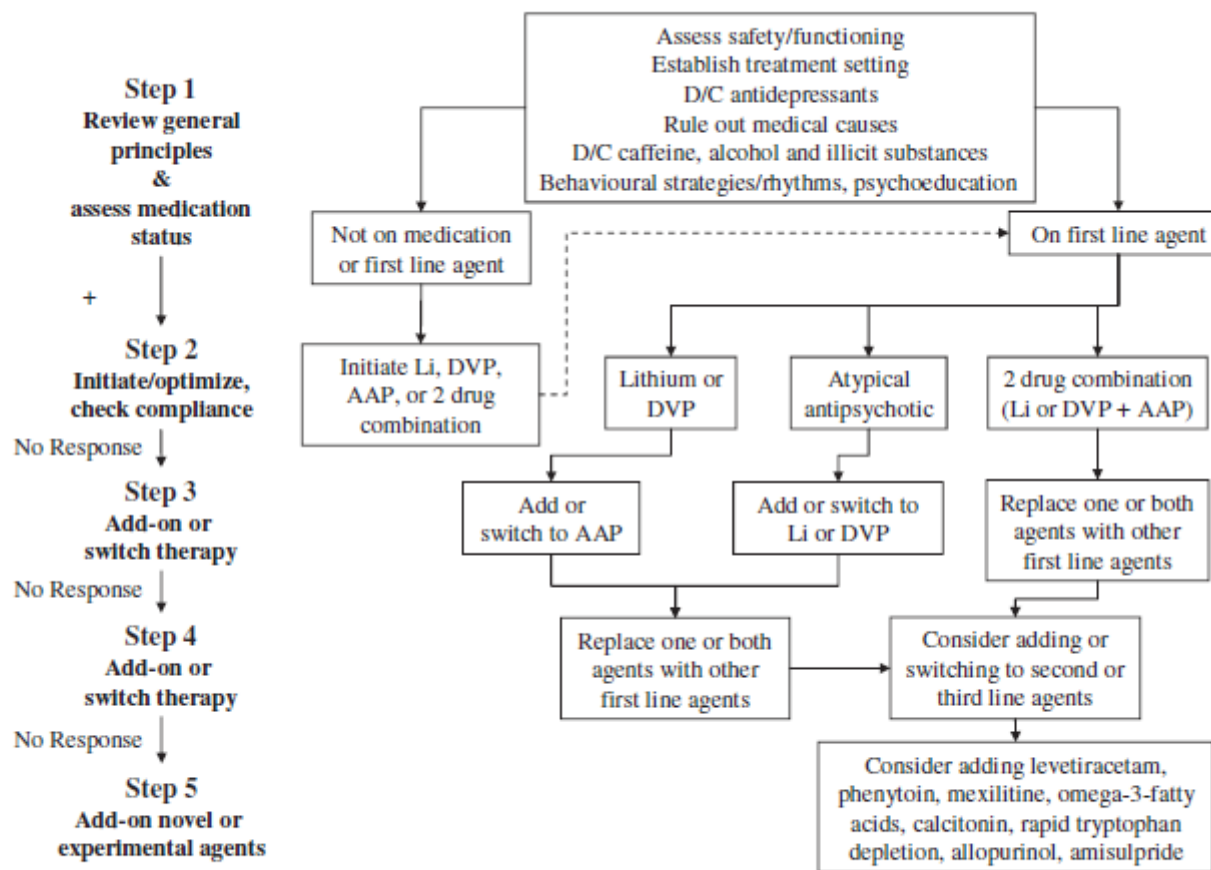 Step 1
Review general
principles
&
assess medication
status
+
Step 2
Initiate/optimize,
check compliance
No Response
Step 3
Add-on or
switch therapy
No Response
Step 4
Add-on or
switch therapy
No Response
Step 5
Add-on novel or
experimental agents
Assess safety/functioning
Establish treatment setting
D/C antidepressants
Rule out medical causes
D/C caffeine, alcohol and illicit substances
Behavioural strategies/rhythms, psychoeducation
Not on medication
or first line agent
On first line agent
Initiate Li, DVP,
AAP, or 2 drug
combination
Lithium or
DVP
Atypical
antipsychotic
2 drug combination
(Li or DVP + AAP)
Add or
switch to AAP
Add or switch to
Li or DVP
Replace one or both
agents with other
first line agents
Replace one or both
agents with other
first line agents
Consider adding or
switching to second or
third line agents
Consider adding levetiracetam,
phenytoin, mexilitine, omega-3-fatty
acids, calcitonin, rapid tryptophan
depletion, allopurinol, amisulpride